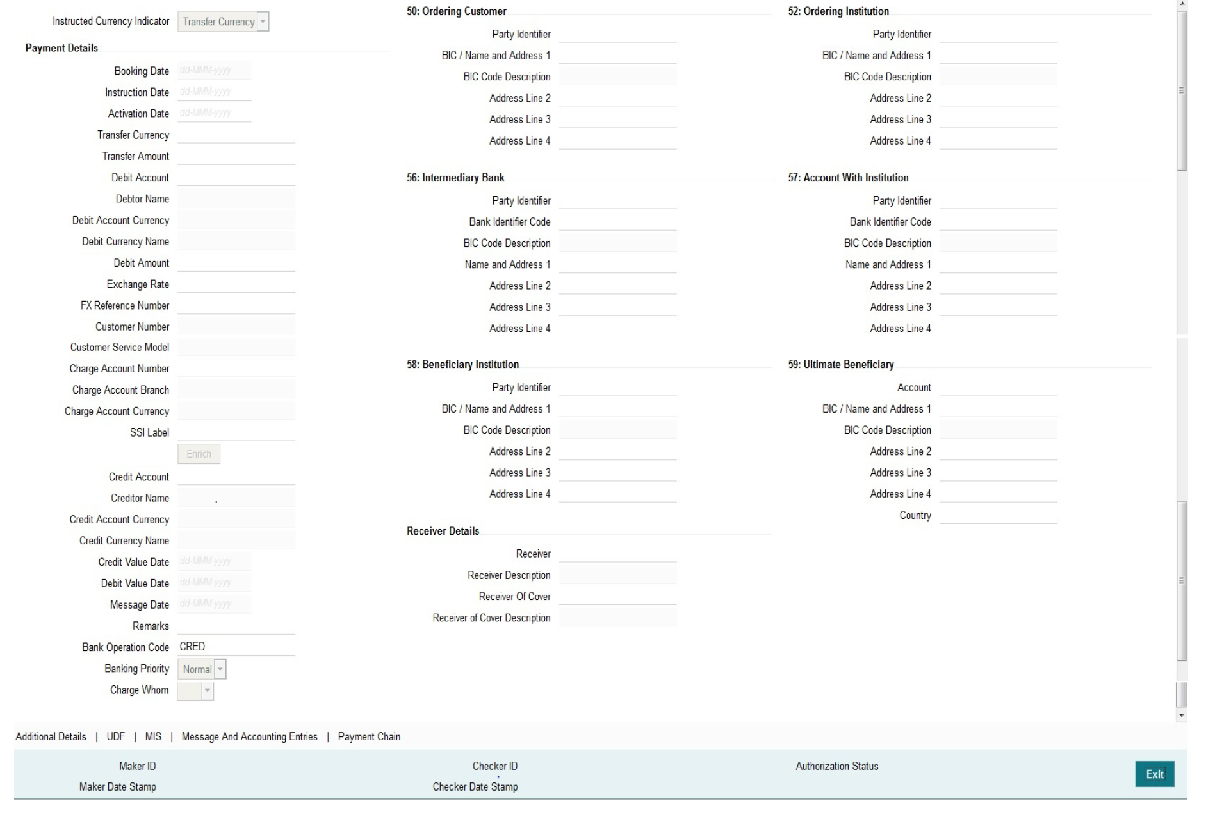 Instructed Currency Indicator Transfer Currency
Payment Details
Booking Date dd-MMM-yyyy
Instruction Date dd-MMM-yyyy
Activation Date dd-MMM-yyyy
Transfer Currency
Transfer Amount
Debit Account
Debtor Name
Debit Account Currency
Debit Currency Name
Debit Amount
Exchange Rate
FX Reference Number
Customer Number
Customer Service Model
Charge Account Number
Charge Account Branch
Charge Account Currency
SSI Label
Enrich
Credit Account
Creditor Name
Credit Account Currency
Credit Currency Name
Credit Value Date dd-MMM-yyyy
Debit Value Date dd-MMM-yyyy
Message Date dd-MMM-yyyy
Remarks
Bank Operation Code CRED
Banking Priority Normal
Charge Whom
50: Ordering Customer
Party Identifier
BIC / Name and Address 1
BIC Code Description
Address Line 2
Address Line 3
Address Line 4
52: Ordering Institution
Party Identifier
BIC / Name and Address 1
BIC Code Description
Address Line 2
Address Line 3
Address Line 4
56: Intermediary Bank
Party Identifier
Bank Identifier Code
BIC Code Description
Name and Address 1
Address Line 2
Address Line 3
Address Line 4
57: Account With Institution
Party Identifier
Bank Identifier Code
BIC Code Description
Name and Address 1
Address Line 2
Address Line 3
Address Line 4
58: Beneficiary Institution
Party Identifier
BIC / Name and Address 1
BIC Code Description
Address Line 2
Address Line 3
Address Line 4
59: Ultimate Beneficiary
Account
BIC / Name and Address 1
BIC Code Description
Address Line 2
Address Line 3
Address Line 4
Country
Receiver Details
Receiver
Receiver Description
Receiver Of Cover
Receiver of Cover Description
Additional Details | UDF | MIS | Message And Accounting Entries | Payment Chain
Maker ID Checker ID Authorization Status
Maker Date Stamp Checker Date Stamp
Exit